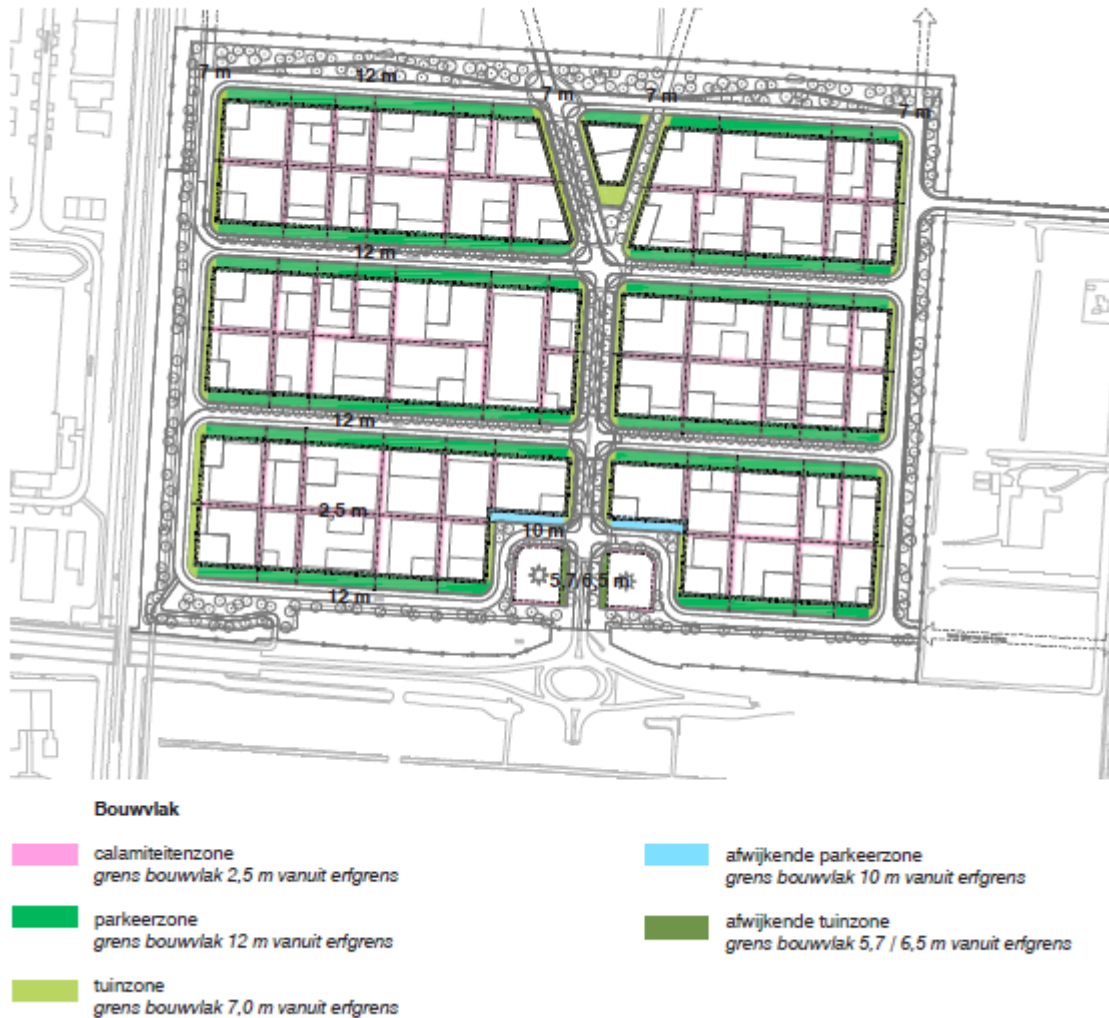 7 m
12 m
7 m
7 m
7 m
12 m
12 m
2,5 m
10 m
5,7/6,5 m
12 m
Bouwvlak
calamiteitenzone
grens bouwvlak 2,5 m vanuit erfgrens
parkeerzone
grens bouwvlak 12 m vanuit erfgrens
tuinzone
grens bouwvlak 7,0 m vanuit erfgrens
afwijkende parkeerzone
grens bouwvlak 10 m vanuit erfgrens
afwijkende tuinzone
grens bouwvlak 5,7 / 6,5 m vanuit erfgrens